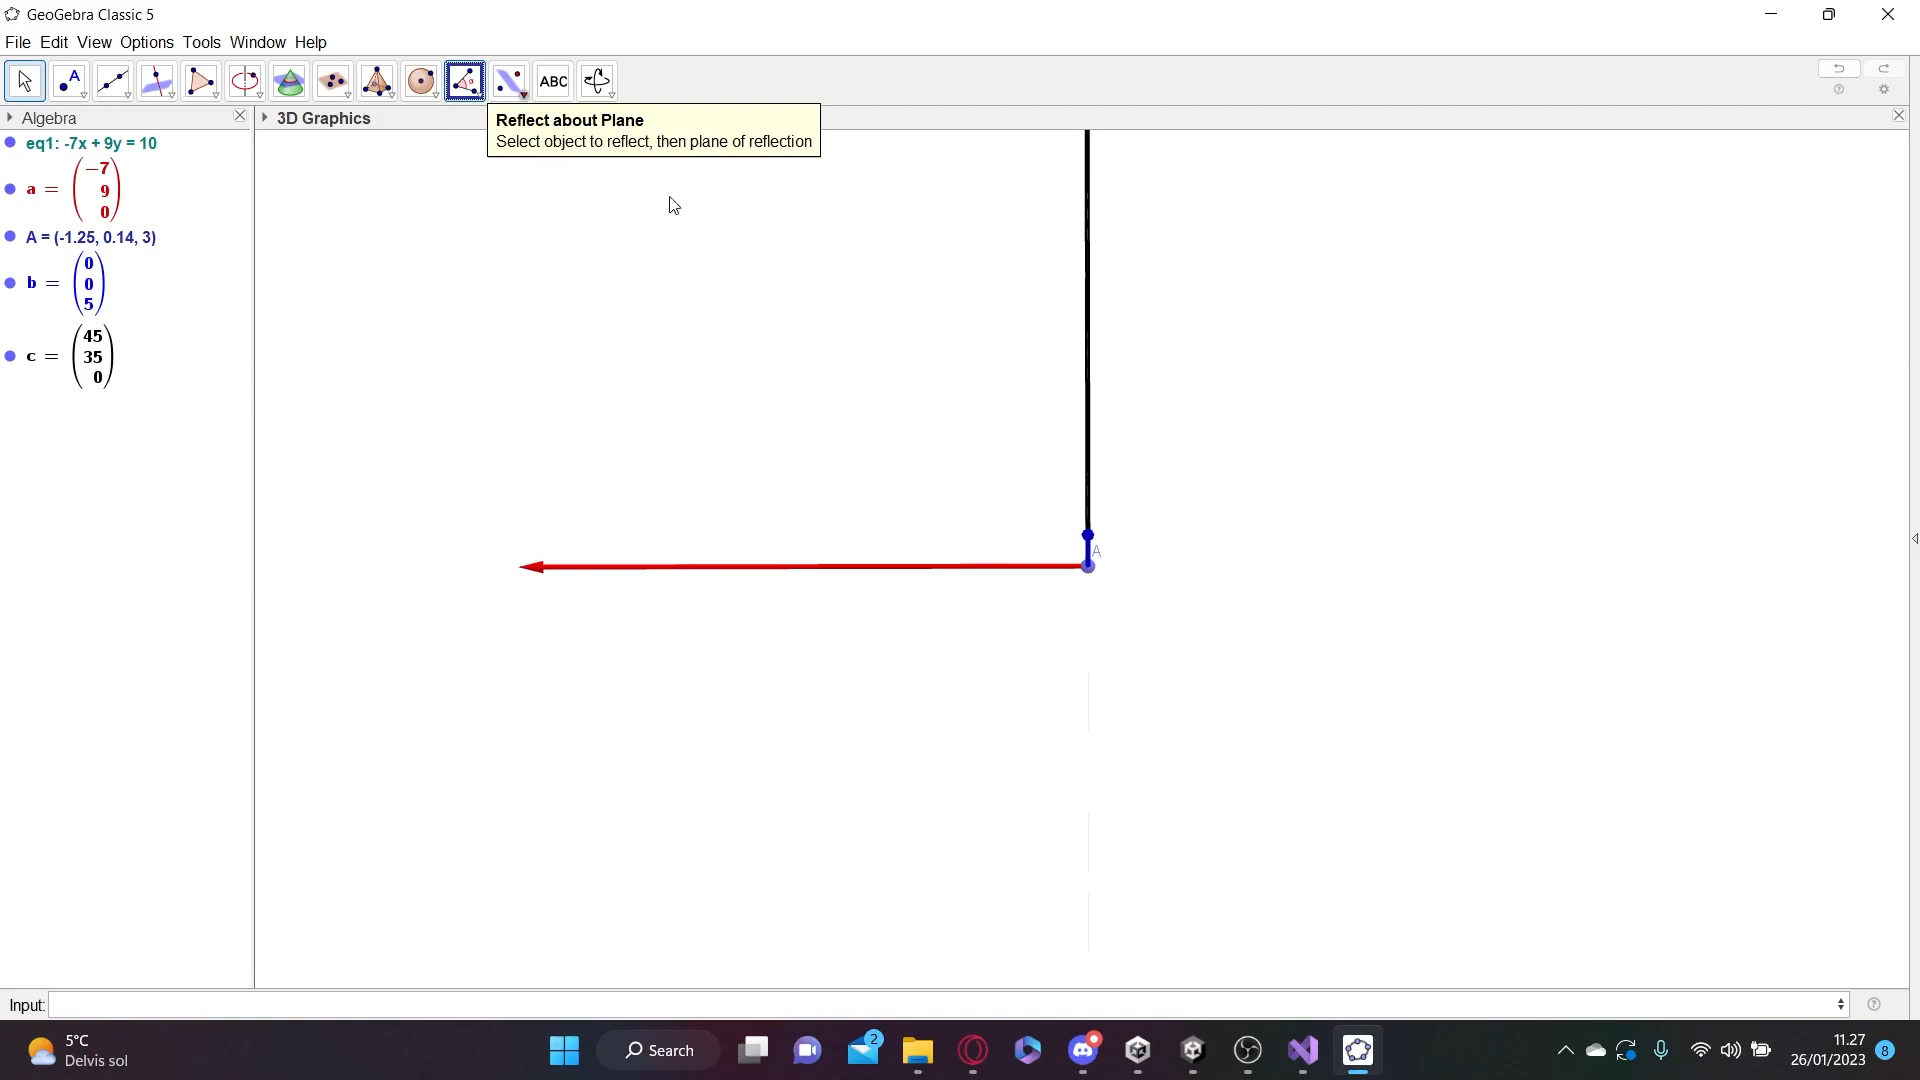 GeoGebra Classic 5
File Edit View Options Tools Window Help
A
ABC
Algebra
3D Graphics
Reflect about Plane
Select object to reflect, then plane of reflection
eq1: -7x + 9y = 10
a = (−7
9
0)
A = (-1.25, 0.14, 3)
b = (0
0
5)
c = (45
35
0)
A
Input:
5°C
Delvis sol
Search
2
11.27
26/01/2023
8